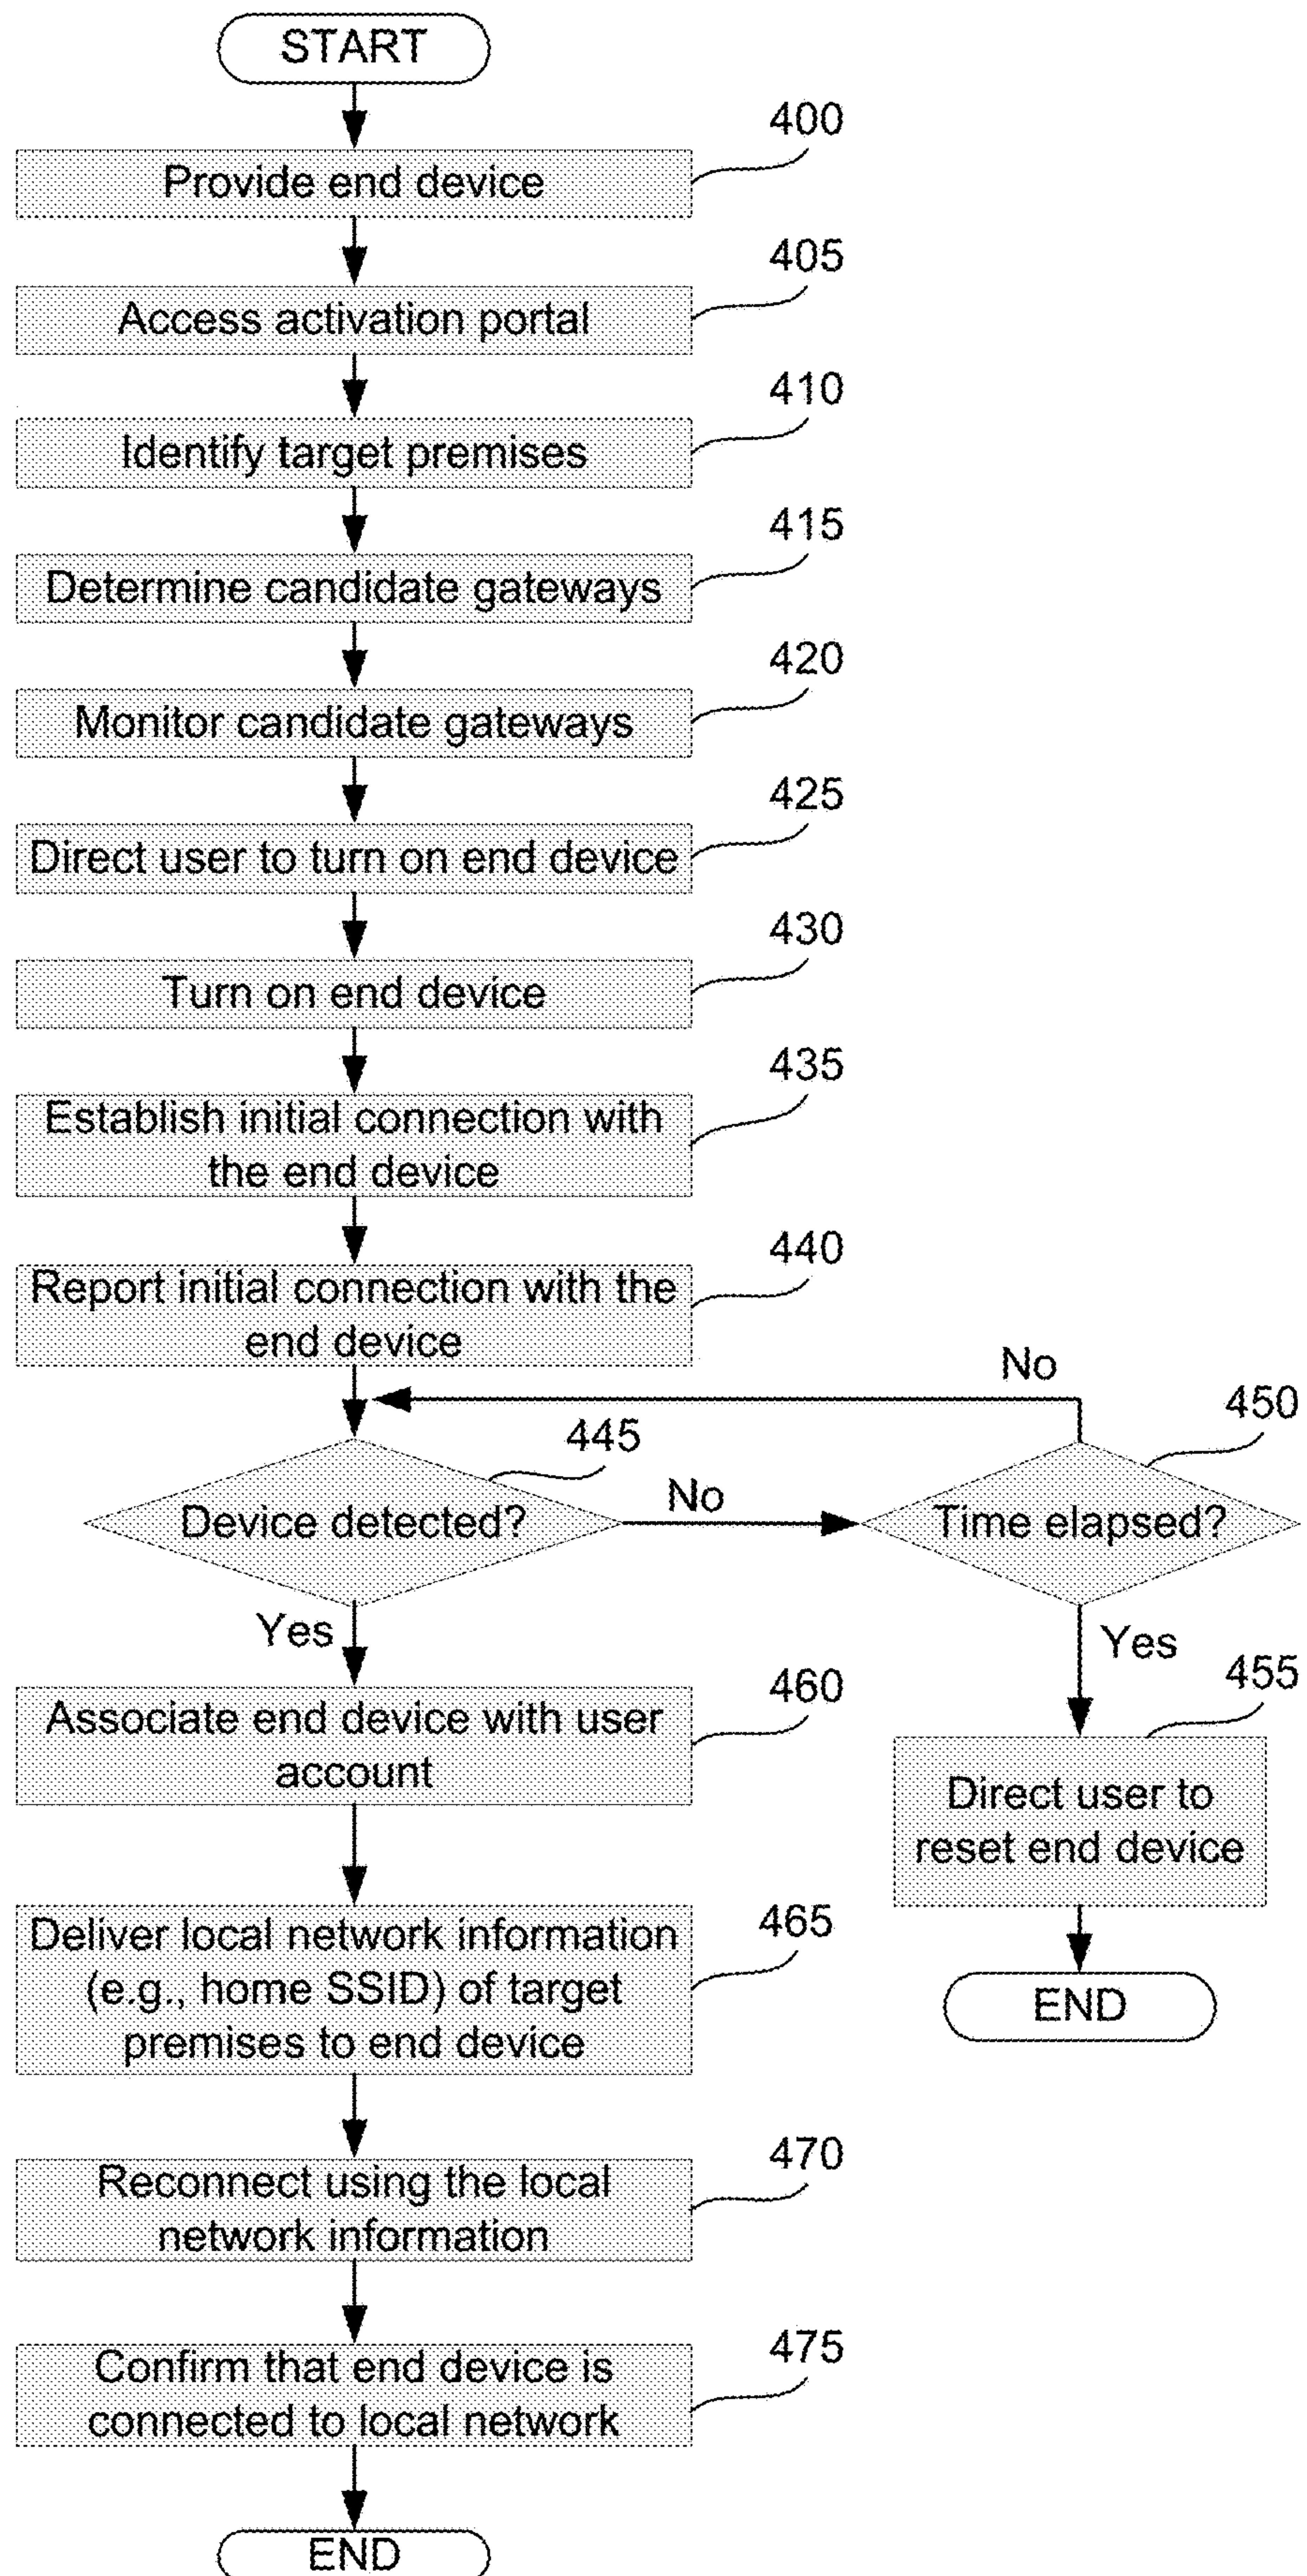 START
400
Provide end device
405
Access activation portal
410
Identify target premises
415
Determine candidate gateways
420
Monitor candidate gateways
425
Direct user to turn on end device
430
Turn on end device
435
Establish initial connection with
the end device
440
Report initial connection with the
end device
No
445
450
Device detected?
No
Time elapsed?
Yes
Yes
460
455
Associate end device with user
account
Direct user to
reset end device
465
Deliver local network information
(e.g., home SSID) of target
premises to end device
END
470
Reconnect using the local
network information
475
Confirm that end device is
connected to local network
END